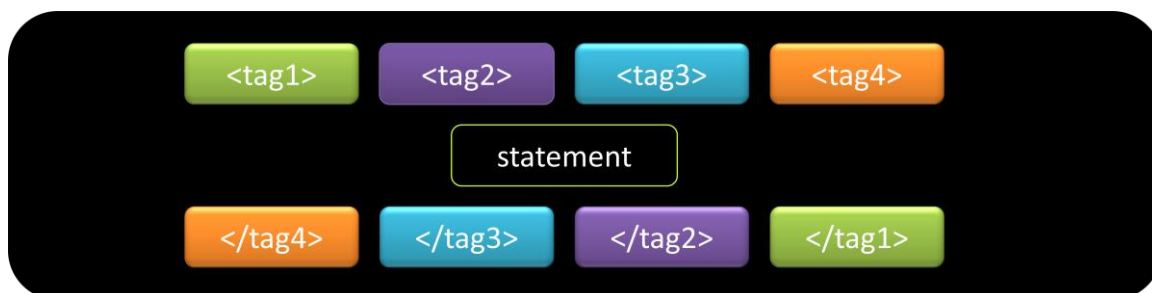 <tag1> <tag2> <tag3> <tag4>
statement
</tag4> </tag3> </tag2> </tag1>